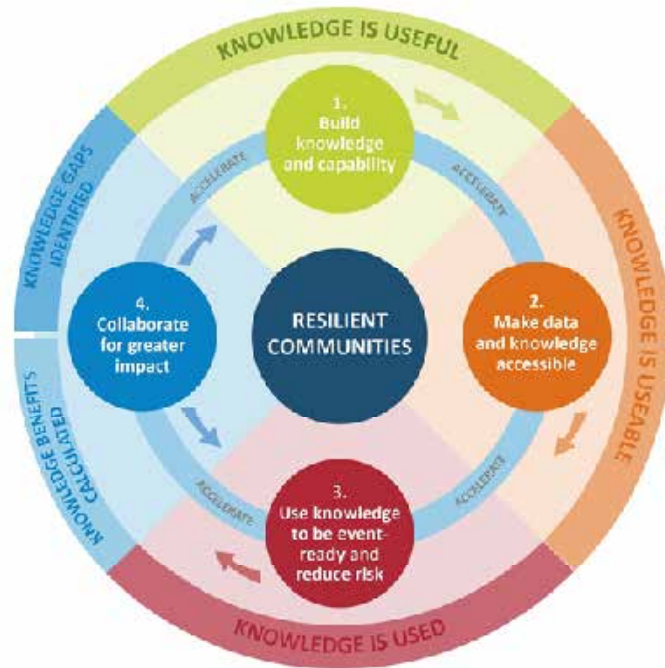 KNOWLEDGE IS USEFUL
1.
Build
knowledge
and capability
ACCELERATE
ACCELERATE
KNOWLEDGE GAPS
IDENTIFIED
KNOWLEDGE IS USEABLE
4.
Collaborate
for greater
impact
RESILIENT
COMMUNITIES
2.
Make data
and knowledge
accessible
KNOWLEDGE BENEFITS
CALCULATED
ACCELERATE
ACCELERATE
3.
Use knowledge
to be event-
ready and
reduce risk
KNOWLEDGE IS USED